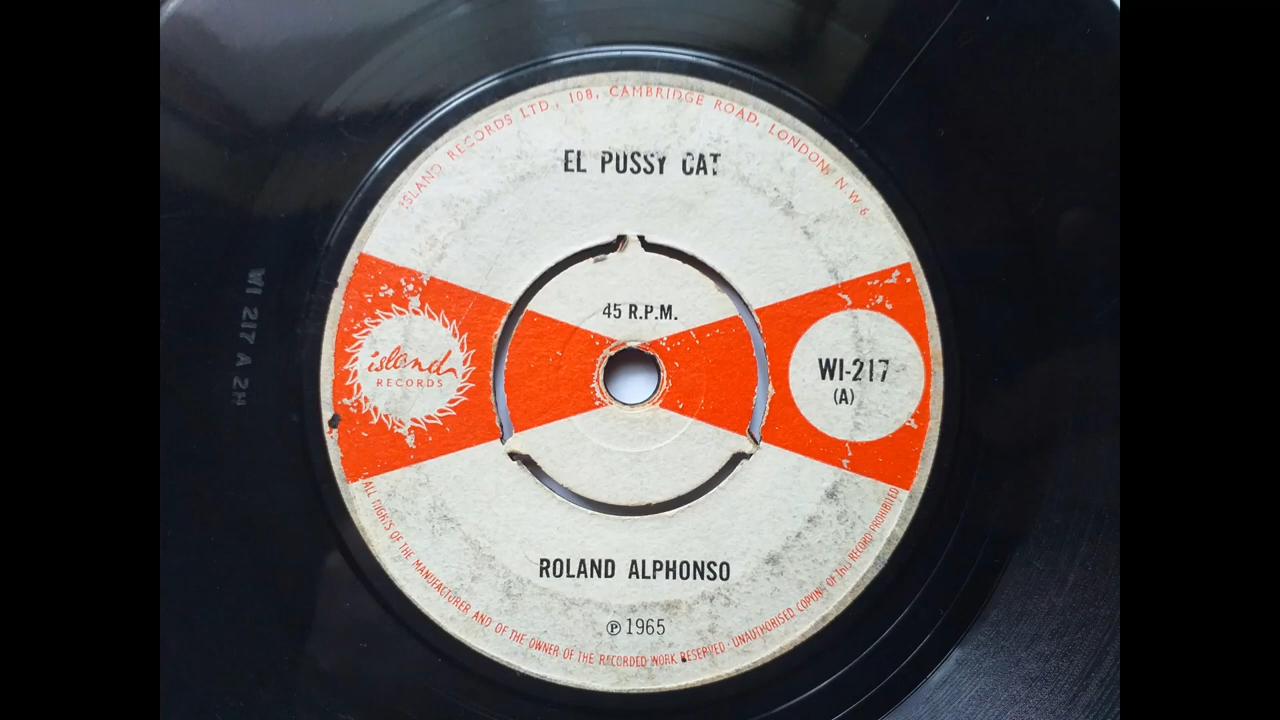 ISLAND RECORDS LTD., 108, CAMBRIDGE ROAD, LONDON, N.W.6.
EL PUSSY CAT
45 R.P.M.
island
RECORDS
WI-217
(A)
WI 217 A 2H
ROLAND ALPHONSO
℗ 1965
ALL RIGHTS OF THE MANUFACTURER AND OF THE OWNER OF THE RECORDED WORK RESERVED · UNAUTHORISED COPYING OF THIS RECORD PROHIBITED